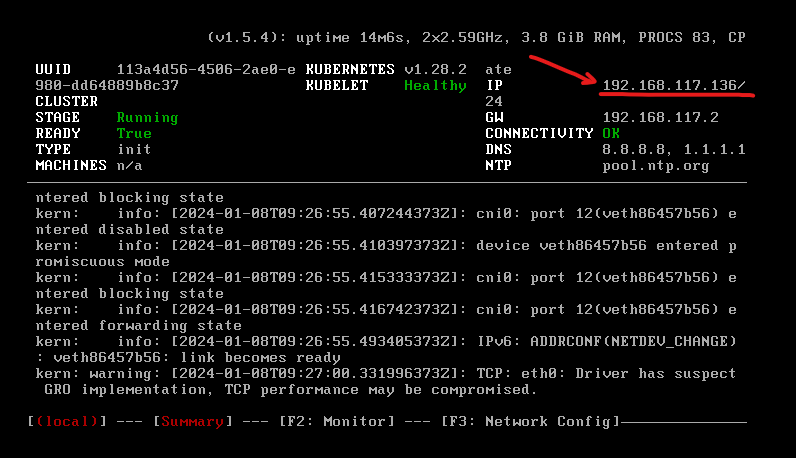 (v1.5.4): uptime 14m6s, 2x2.59GHz, 3.8 GiB RAM, PROCS 83, CP
UUID 113a4d56-4506-2ae0-e KUBERNETES v1.28.2 ate
980-dd64889b8c37 KUBELET Healthy IP 192.168.117.136/
CLUSTER 24
STAGE Running GW 192.168.117.2
READY True CONNECTIVITY OK
TYPE init DNS 8.8.8.8, 1.1.1.1
MACHINES n/a NTP pool.ntp.org
ntered blocking state
kern: info: [2024-01-08T09:26:55.407244373Z]: cni0: port 12(veth86457b56) e
ntered disabled state
kern: info: [2024-01-08T09:26:55.410397373Z]: device veth86457b56 entered p
romiscuous mode
kern: info: [2024-01-08T09:26:55.415333373Z]: cni0: port 12(veth86457b56) e
ntered blocking state
kern: info: [2024-01-08T09:26:55.416742373Z]: cni0: port 12(veth86457b56) e
ntered forwarding state
kern: info: [2024-01-08T09:26:55.493405373Z]: IPv6: ADDRCONF(NETDEV_CHANGE)
: veth86457b56: link becomes ready
kern: warning: [2024-01-08T09:27:00.331996373Z]: TCP: eth0: Driver has suspect
GRO implementation, TCP performance may be compromised.
[(local)] --- [Summary] --- [F2: Monitor] --- [F3: Network Config]